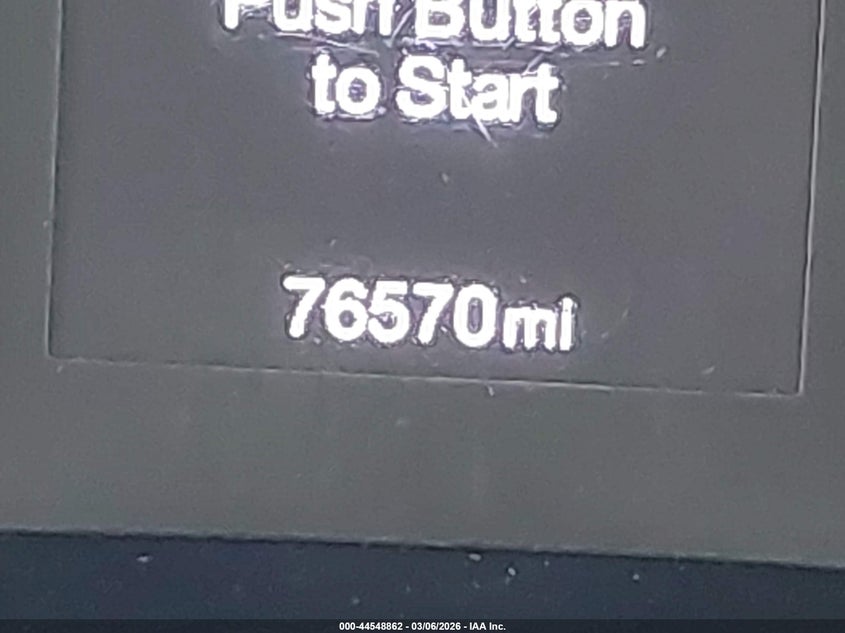 Push Button
to Start
76570mi
000-44548862 - 03/06/2026 - IAA Inc.